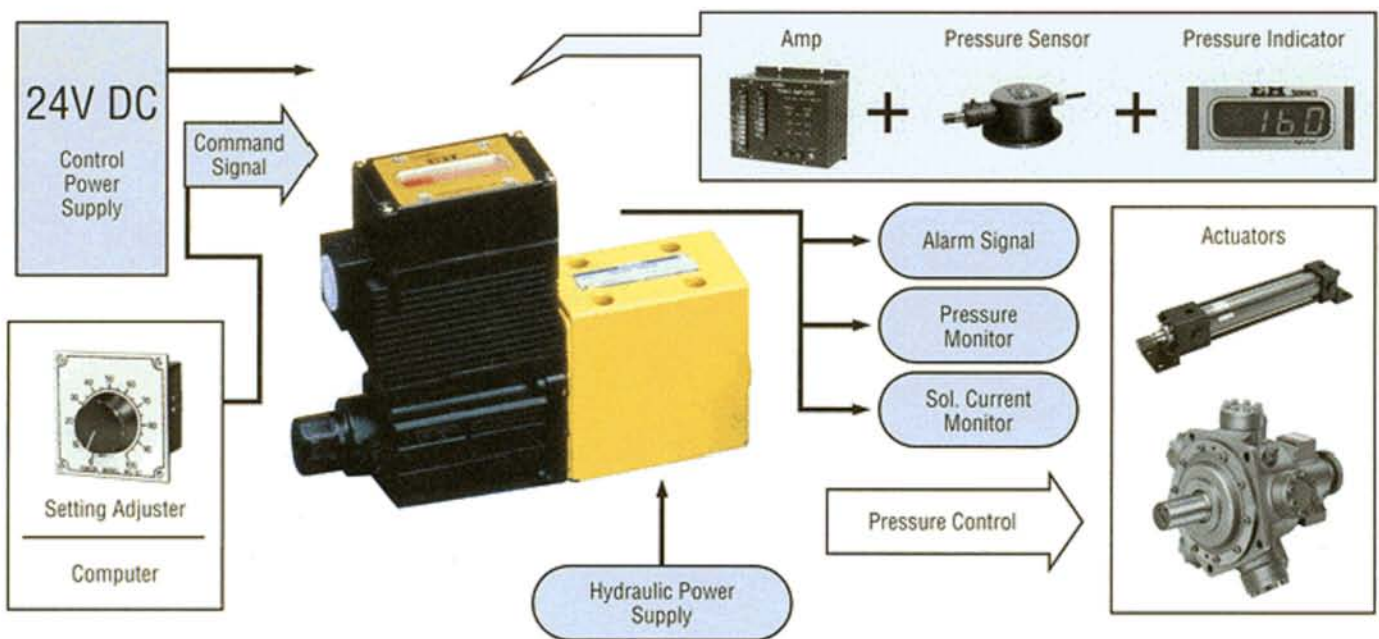 24V DC
Control
Power
Supply
Command
Signal
Setting Adjuster
Computer
Amp
Pressure Sensor
Pressure Indicator
SERIES
160
Alarm Signal
Pressure
Monitor
Sol. Current
Monitor
Actuators
Pressure Control
Hydraulic Power
Supply